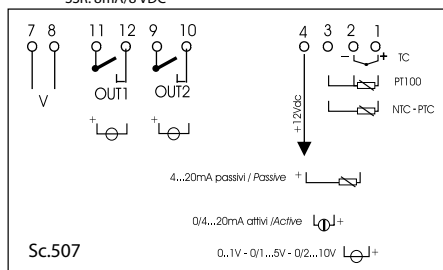 SSR: 8mA/8 VDC
7 8 11 12 9 10 4 3 2 1
− + TC
PT100
V OUT1 OUT2 NTC - PTC
+ +
+12Vdc
4...20mA passivi / Passive +
0/4...20mA attivi /Active +
0..1V - 0/1...5V - 0/2...10V +
Sc.507